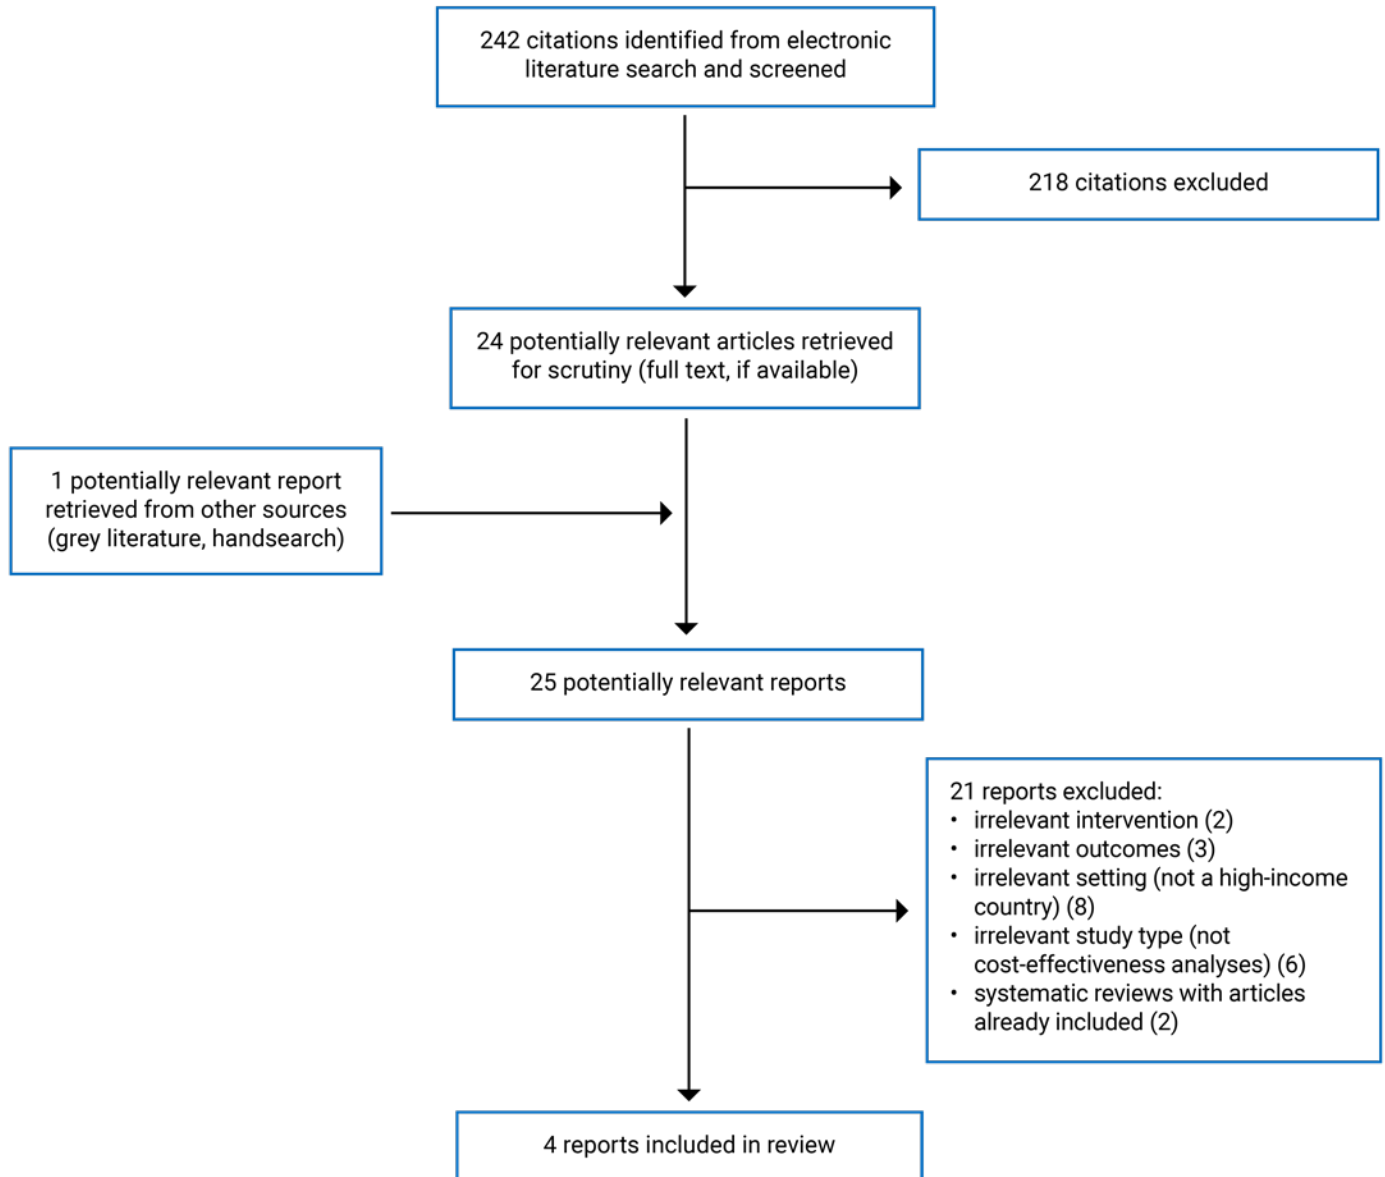 242 citations identified from electronic
literature search and screened
218 citations excluded
24 potentially relevant articles retrieved
for scrutiny (full text, if available)
1 potentially relevant report
retrieved from other sources
(grey literature, handsearch)
25 potentially relevant reports
21 reports excluded:
• irrelevant intervention (2)
• irrelevant outcomes (3)
• irrelevant setting (not a high-income
country) (8)
• irrelevant study type (not
cost-effectiveness analyses) (6)
• systematic reviews with articles
already included (2)
4 reports included in review